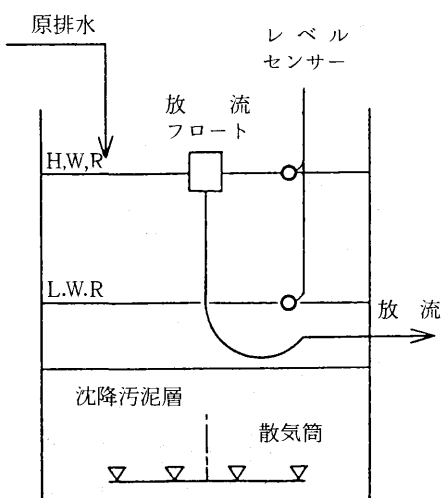 原排水
レベル
センサー
放流
フロート
H,W,R
L.W.R
放流
沈降汚泥層
散気筒